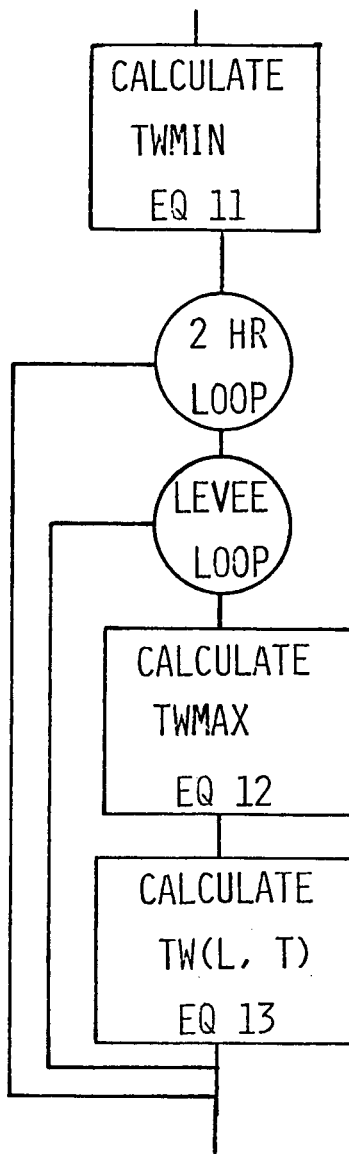 CALCULATE
TWMIN
EQ 11
2 HR
LOOP
LEVEE
LOOP
CALCULATE
TWMAX
EQ 12
CALCULATE
TW(L, T)
EQ 13